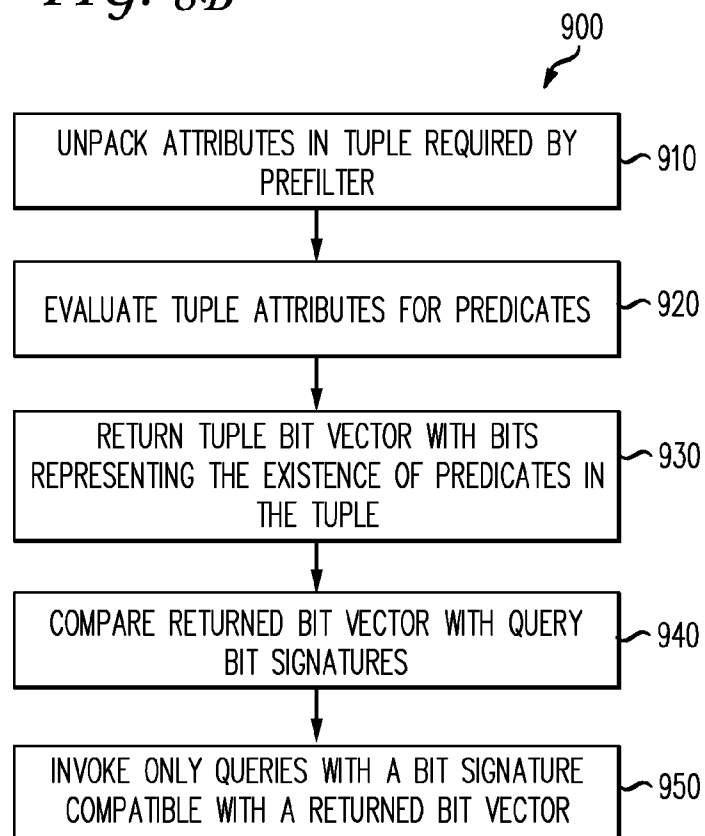 FIG. 8B
900
UNPACK ATTRIBUTES IN TUPLE REQUIRED BY
PREFILTER
910
EVALUATE TUPLE ATTRIBUTES FOR PREDICATES
920
RETURN TUPLE BIT VECTOR WITH BITS
REPRESENTING THE EXISTENCE OF PREDICATES IN
THE TUPLE
930
COMPARE RETURNED BIT VECTOR WITH QUERY
BIT SIGNATURES
940
INVOKE ONLY QUERIES WITH A BIT SIGNATURE
COMPATIBLE WITH A RETURNED BIT VECTOR
950